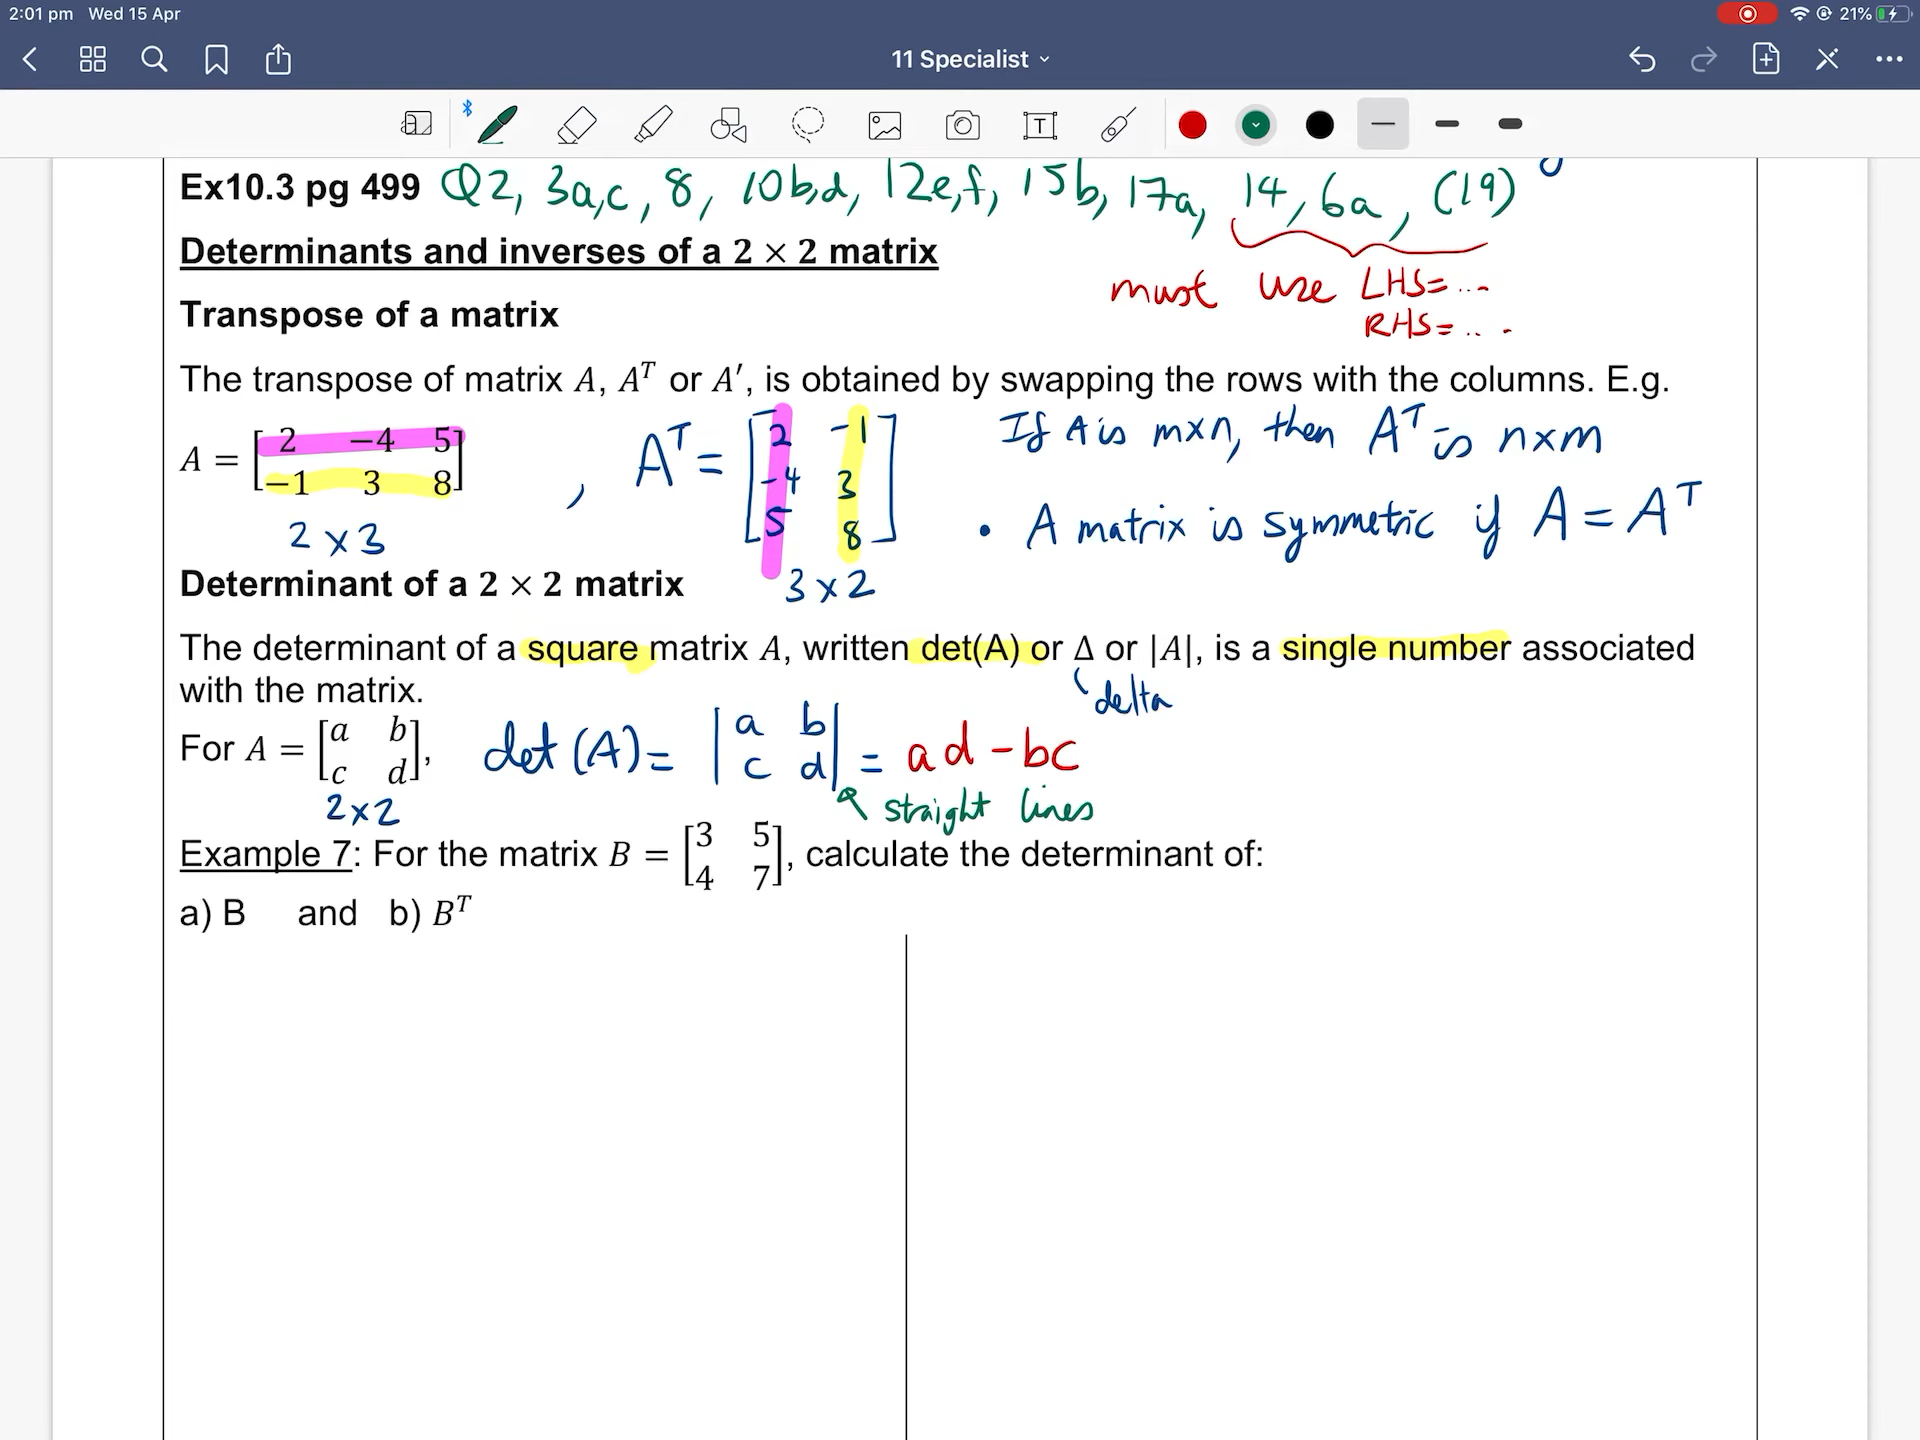 2:01 pm Wed 15 Apr 21%
11 Specialist
Ex10.3 pg 499 Q2, 3a,c, 8, 10b,d, 12e,f, 15b, 17a, 14, 6a, (19)
Determinants and inverses of a 2 × 2 matrix
must use LHS=...
RHS=...
Transpose of a matrix
The transpose of matrix A, Aᵀ or A′, is obtained by swapping the rows with the columns. E.g.
A = [2 −4 5; −1 3 8], Aᵀ = [2 -1; -4 3; 5 8] If A is m×n, then Aᵀ is n×m
2×3 3×2 • A matrix is symmetric if A = Aᵀ
Determinant of a 2 × 2 matrix
The determinant of a square matrix A, written det(A) or Δ or |A|, is a single number associated
with the matrix.
delta
For A = [a b; c d], det(A) = |a b; c d| = ad - bc
2×2 straight lines
Example 7: For the matrix B = [3 5; 4 7], calculate the determinant of:
a) B and b) Bᵀ